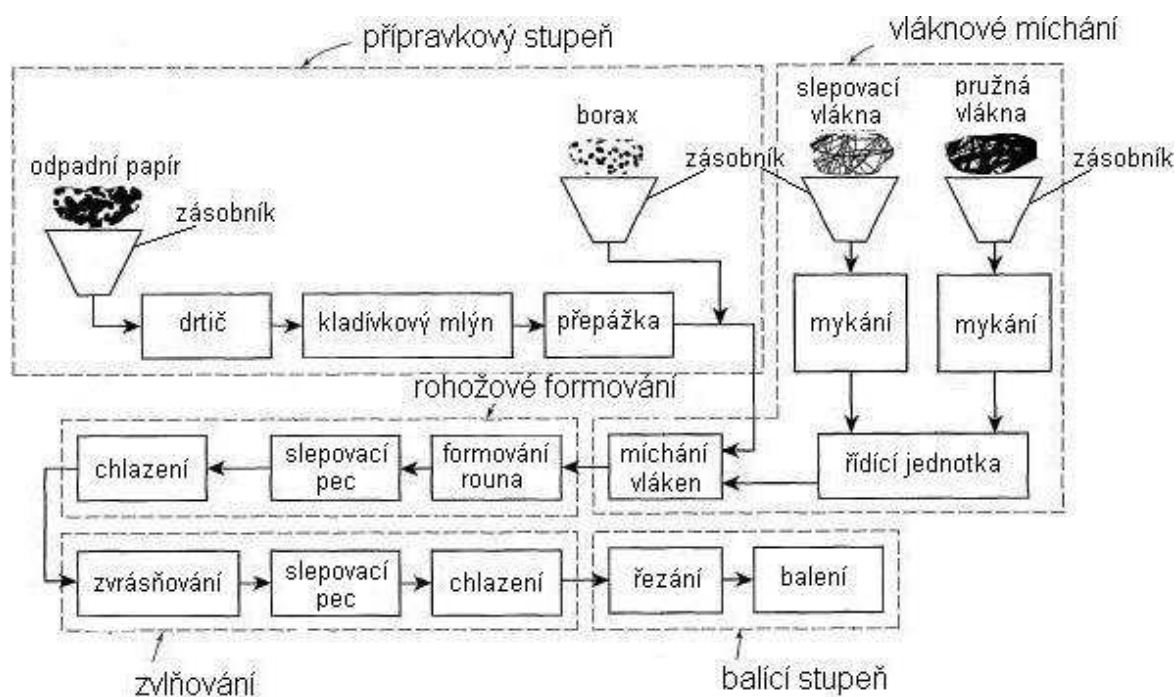 přípravkový stupeň
vláknové míchání
slepovací
vlákna
pružná
vlákna
borax
odpadní papír
zásobník
zásobník
zásobník
drtič
kladívkový mlýn
přepážka
mykání
mykání
rohožové formování
chlazení
slepovací
pec
formování
rouna
míchání
vláken
řídící jednotka
zvrásňování
slepovací
pec
chlazení
řezání
balení
zvlňování
balící stupeň